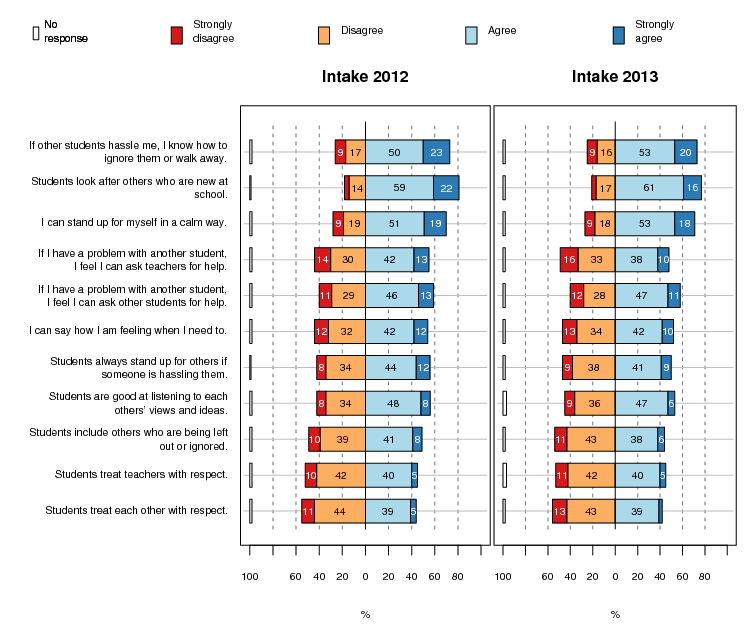 No
response
Strongly
disagree
Disagree
Agree
Strongly
agree
Intake 2012
Intake 2013
If other students hassle me, I know how to
ignore them or walk away.
9 17 50 23
9 16 53 20
Students look after others who are new at
school.
14 59 22
17 61 16
I can stand up for myself in a calm way.
9 19 51 19
9 18 53 18
If I have a problem with another student,
I feel I can ask teachers for help.
14 30 42 13
16 33 38 10
If I have a problem with another student,
I feel I can ask other students for help.
11 29 46 13
12 28 47 11
I can say how I am feeling when I need to.
12 32 42 12
13 34 42 10
Students always stand up for others if
someone is hassling them.
8 34 44 12
9 38 41 9
Students are good at listening to each
others' views and ideas.
8 34 48 8
9 36 47 6
Students include others who are being left
out or ignored.
10 39 41 8
11 43 38 6
Students treat teachers with respect.
10 42 40 5
11 42 40 5
Students treat each other with respect.
11 44 39 5
13 43 39
100 60 40 20 0 20 40 60 80
100 60 40 20 0 20 40 60 80
%
%